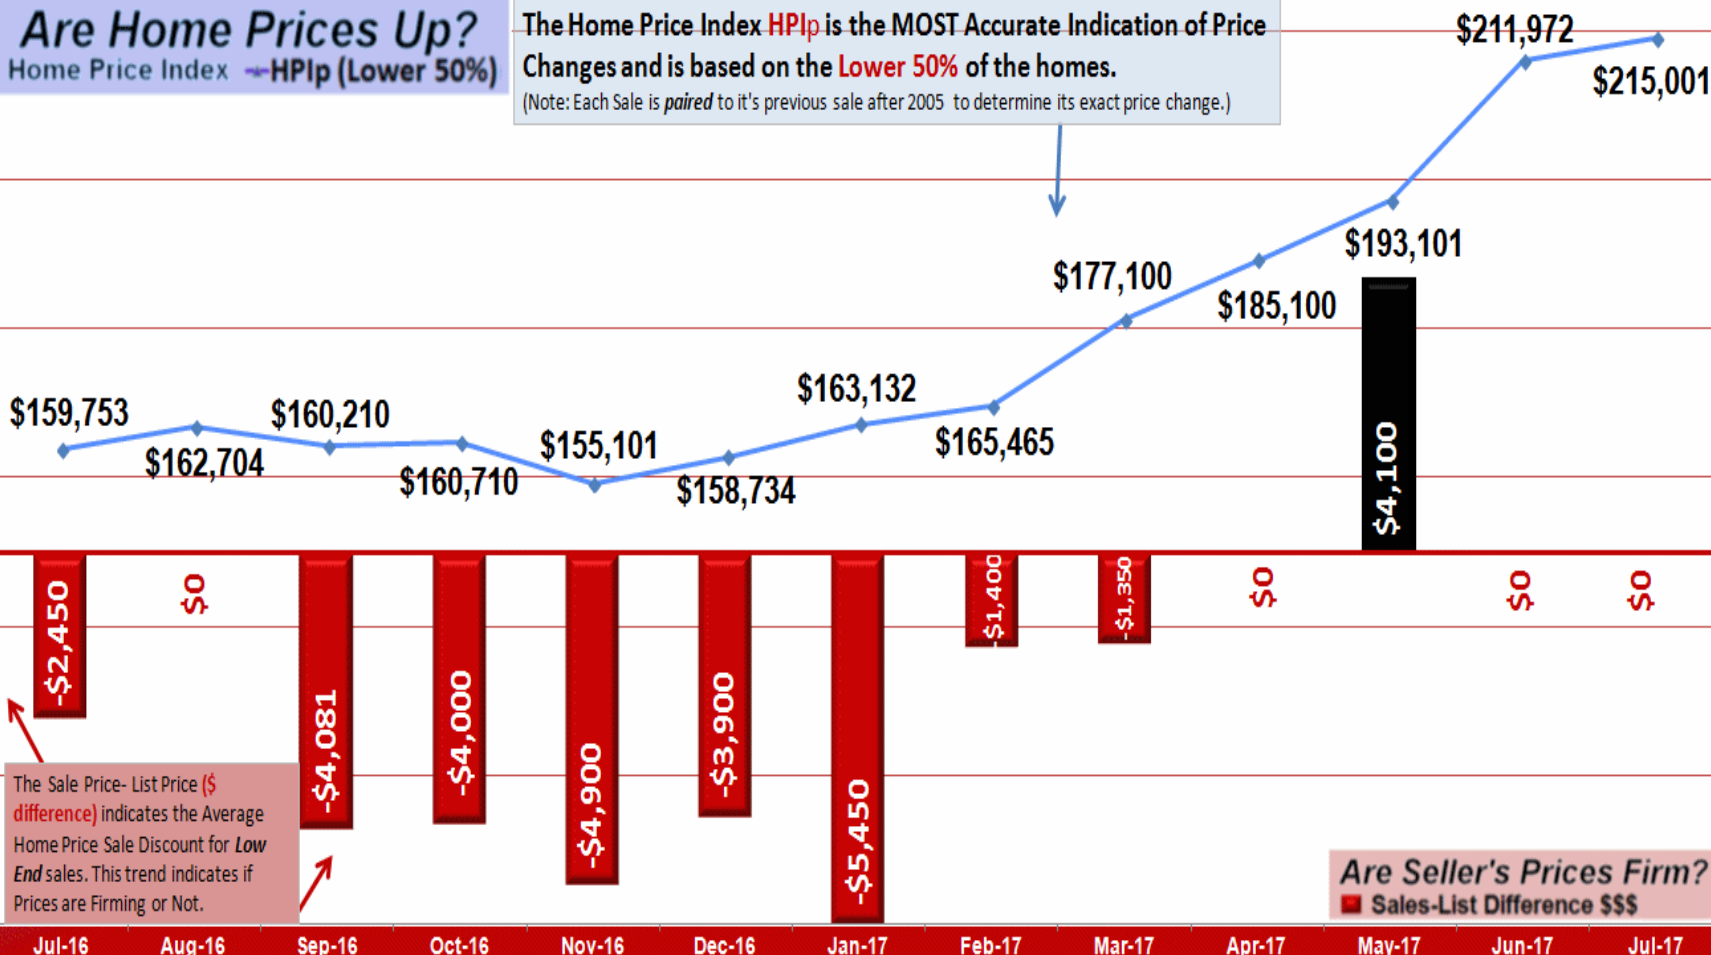 Are Home Prices Up?
Home Price Index HPIp (Lower 50%)
The Home Price Index HPIp is the MOST Accurate Indication of Price
Changes and is based on the Lower 50% of the homes.
(Note: Each Sale is paired to it's previous sale after 2005 to determine its exact price change.)
$211,972
$215,001
$193,101
$177,100
$185,100
$163,132
$165,465
$159,753
$162,704
$160,210
$160,710
$155,101
$158,734
$4,100
-$2,450
$0
-$4,081
-$4,000
-$4,900
-$3,900
-$5,450
-$1,400
-$1,350
$0
$0
$0
The Sale Price- List Price ($
difference) indicates the Average
Home Price Sale Discount for Low
End sales. This trend indicates if
Prices are Firming or Not.
Are Seller's Prices Firm?
Sales-List Difference $$$
Jul-16 Aug-16 Sep-16 Oct-16 Nov-16 Dec-16 Jan-17 Feb-17 Mar-17 Apr-17 May-17 Jun-17 Jul-17